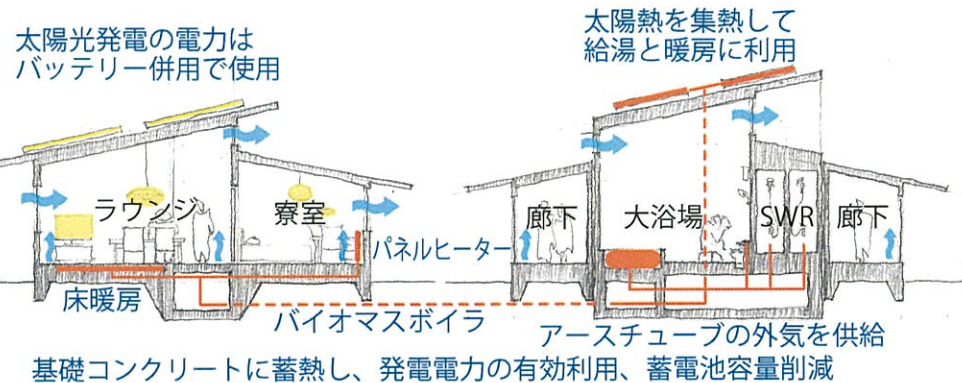 太陽光発電の電力は
バッテリー併用で使用
太陽熱を集熱して
給湯と暖房に利用
ラウンジ
寮室
廊下
大浴場
SWR
廊下
パネルヒーター
床暖房
バイオマスボイラ
アースチューブの外気を供給
基礎コンクリートに蓄熱し、発電電力の有効利用、蓄電池容量削減